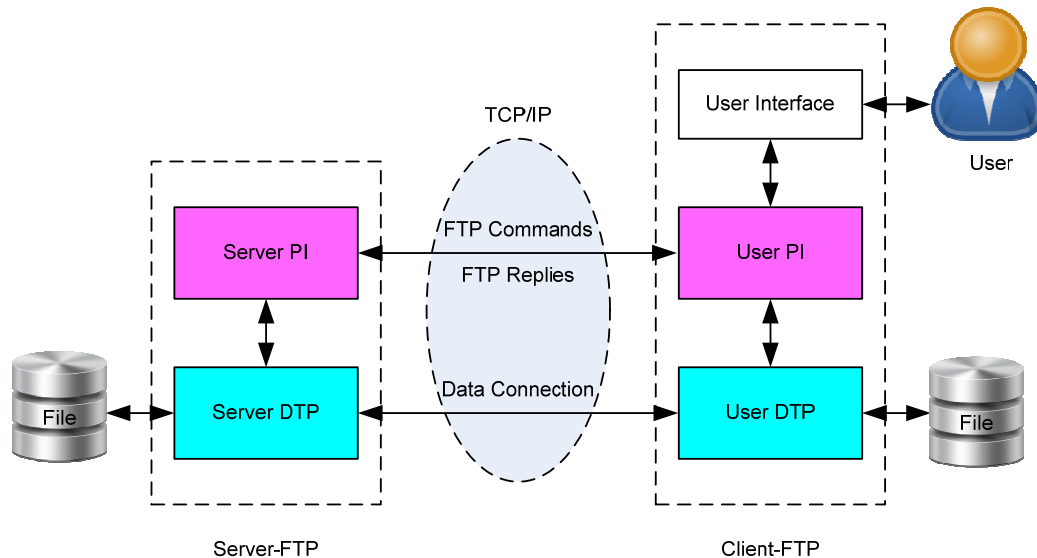 User Interface
TCP/IP
User
FTP Commands
Server PI
User PI
FTP Replies
Data Connection
File
Server DTP
User DTP
File
Server-FTP
Client-FTP